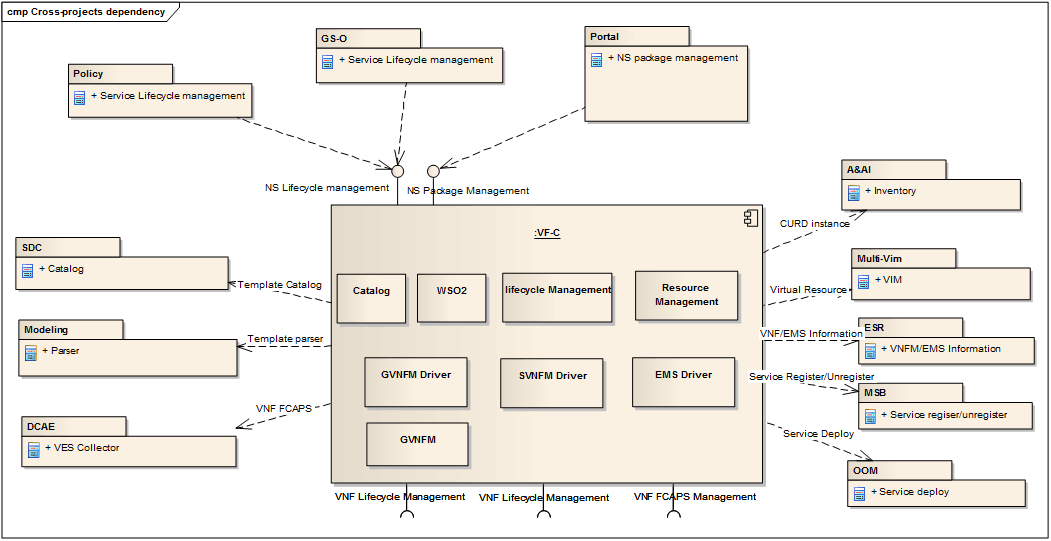 cmp Cross-projects dependency
GS-O
+ Service Lifecycle management
Portal
+ NS package management
Policy
+ Service Lifecycle management
NS Lifecycle management
NS Package Management
A&AI
+ Inventory
CURD instance
:VF-C
SDC
+ Catalog
Template Catalog
Multi-Vim
+ VIM
Virtual Resource
Catalog
WSO2
lifecycle Management
Resource
Management
Modeling
+ Parser
Template parser
ESR
+ VNFM/EMS Information
VNF/EMS Information
GVNFM Driver
SVNFM Driver
EMS Driver
Service Register/Unregister
MSB
+ Service regiser/unregister
DCAE
+ VES Collector
VNF FCAPS
GVNFM
Service Deploy
OOM
+ Service deploy
VNF Lifecycle Management
VNF Lifecycle Management
VNF FCAPS Management